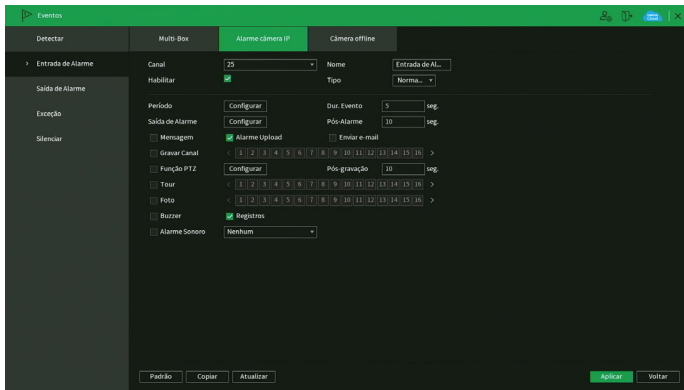 Eventos
Detectar
Entrada de Alarme
Saída de Alarme
Exceção
Silenciar
Multi-Box
Alarme câmera IP
Câmera offline
Canal 25 Nome Entrada de Al...
Habilitar Tipo Norma...
Período Configurar Dur. Evento 5 seg.
Saída de Alarme Configurar Pós-Alarme 10 seg.
Mensagem Alarme Upload Enviar e-mail
Gravar Canal < 1 2 3 4 5 6 7 8 9 10 11 12 13 14 15 16 >
Função PTZ Configurar Pós-gravação 10 seg.
Tour < 1 2 3 4 5 6 7 8 9 10 11 12 13 14 15 16 >
Foto < 1 2 3 4 5 6 7 8 9 10 11 12 13 14 15 16 >
Buzzer Registros
Alarme Sonoro Nenhum
Padrão Copiar Atualizar Aplicar Voltar